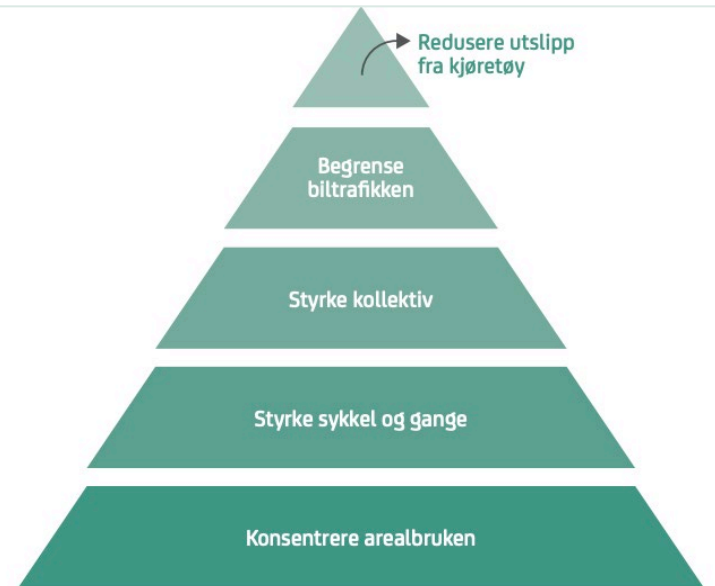 Redusere utslipp
fra kjøretøy
Begrense
biltrafikken
Styrke kollektiv
Styrke sykkel og gange
Konsentrere arealbruken